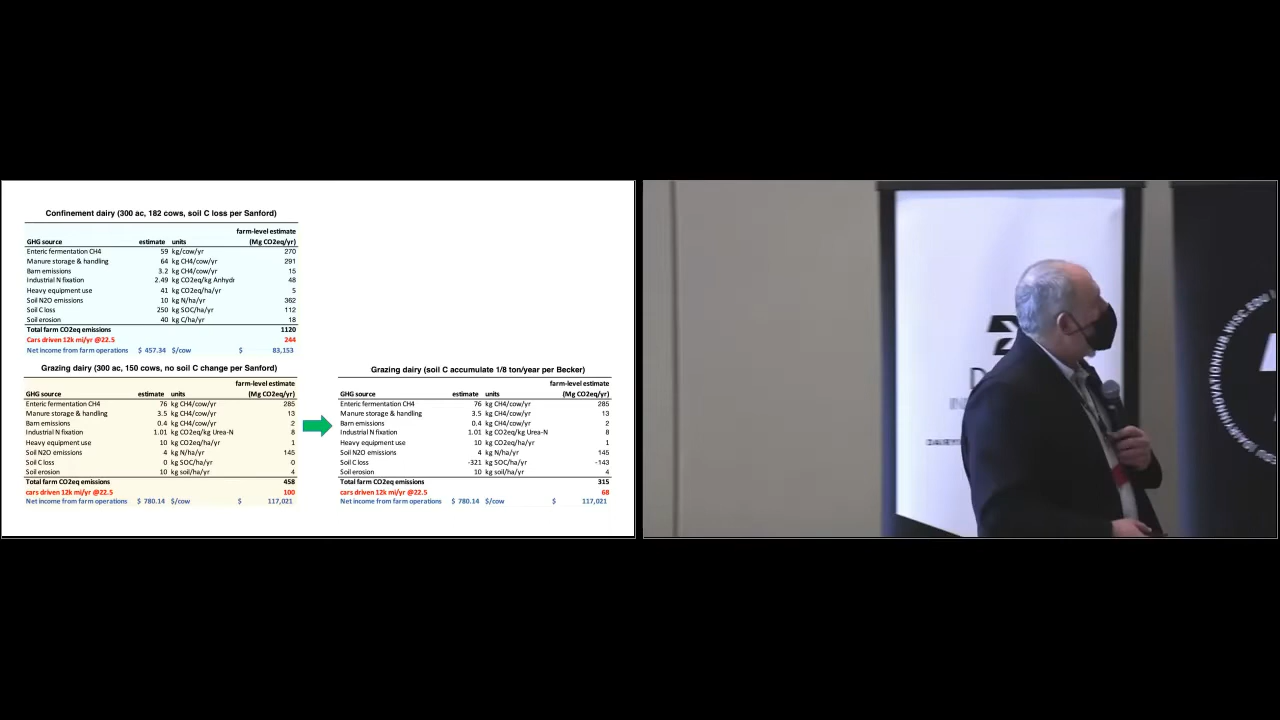 Confinement dairy (300 ac, 182 cows, soil C loss per Sanford)
farm-level estimate
GHG source estimate units (Mg CO2eq/yr)
Enteric fermentation CH4 59 kg/cow/yr 270
Manure storage & handling 64 kg CH4/cow/yr 291
Barn emissions 3.2 kg CH4/cow/yr 15
Industrial N fixation 2.49 kg CO2eq/kg Anhydr 48
Heavy equipment use 41 kg CO2eq/ha/yr 5
Soil N2O emissions 10 kg N/ha/yr 362
Soil C loss 250 kg SOC/ha/yr 112
Soil erosion 40 kg C/ha/yr 18
Total farm CO2eq emissions 1120
Cars driven 12k mi/yr @22.5 244
Net income from farm operations $ 457.34 $/cow $ 83,153
Grazing dairy (300 ac, 150 cows, no soil C change per Sanford)
farm-level estimate
GHG source estimate units (Mg CO2eq/yr)
Enteric fermentation CH4 76 kg CH4/cow/yr 285
Manure storage & handling 3.5 kg CH4/cow/yr 13
Barn emissions 0.4 kg CH4/cow/yr 2
Industrial N fixation 1.01 kg CO2eq/kg Urea-N 8
Heavy equipment use 10 kg CO2eq/ha/yr 1
Soil N2O emissions 4 kg N/ha/yr 145
Soil C loss 0 kg SOC/ha/yr 0
Soil erosion 10 kg soil/ha/yr 4
Total farm CO2eq emissions 458
cars driven 12k mi/yr @22.5 100
Net income from farm operations $ 780.14 $/cow $ 117,021
Grazing dairy (soil C accumulate 1/8 ton/year per Becker)
farm-level estimate
GHG source estimate units (Mg CO2eq/yr)
Enteric fermentation CH4 76 kg CH4/cow/yr 285
Manure storage & handling 3.5 kg CH4/cow/yr 13
Barn emissions 0.4 kg CH4/cow/yr 2
Industrial N fixation 1.01 kg CO2eq/kg Urea-N 8
Heavy equipment use 10 kg CO2eq/ha/yr 1
Soil N2O emissions 4 kg N/ha/yr 145
Soil C loss -321 kg SOC/ha/yr -143
Soil erosion 10 kg soil/ha/yr 4
Total farm CO2eq emissions 315
cars driven 12k mi/yr @22.5 68
Net income from farm operations $ 780.14 $/cow $ 117,021